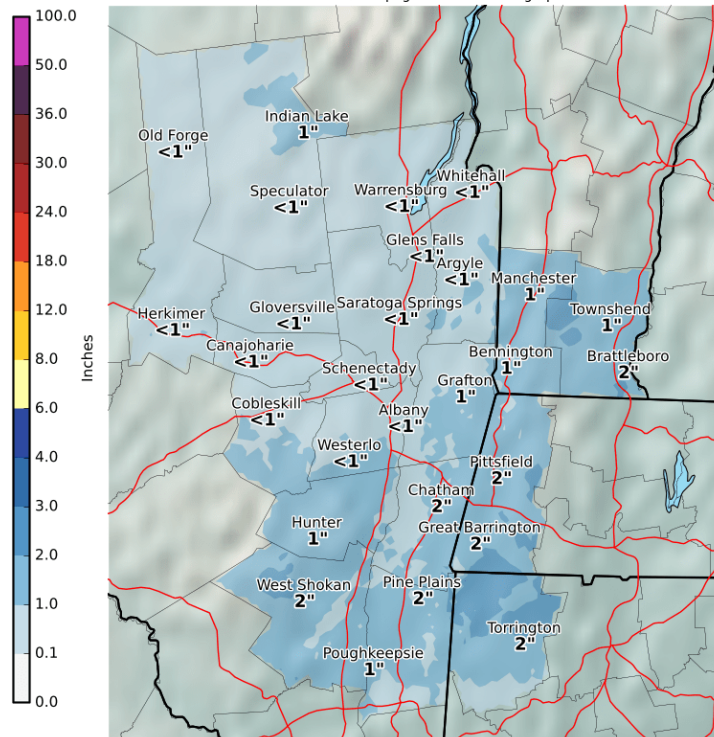 100.0
50.0
36.0
30.0
24.0
18.0
12.0
8.0
6.0
4.0
3.0
2.0
1.0
0.1
0.0
Inches
Indian Lake
1"
Old Forge
<1"
Whitehall
<1"
Speculator
<1"
Warrensburg
<1"
Glens Falls
<1"
Argyle
<1"
Manchester
1"
Herkimer
<1"
Gloversville
<1"
Saratoga Springs
<1"
Townshend
1"
Canajoharie
<1"
Bennington
1"
Brattleboro
2"
Schenectady
<1"
Grafton
1"
Cobleskill
<1"
Albany
<1"
Westerlo
<1"
Pittsfield
2"
Chatham
2"
Hunter
1"
Great Barrington
2"
West Shokan
2"
Pine Plains
2"
Torrington
2"
Poughkeepsie
1"